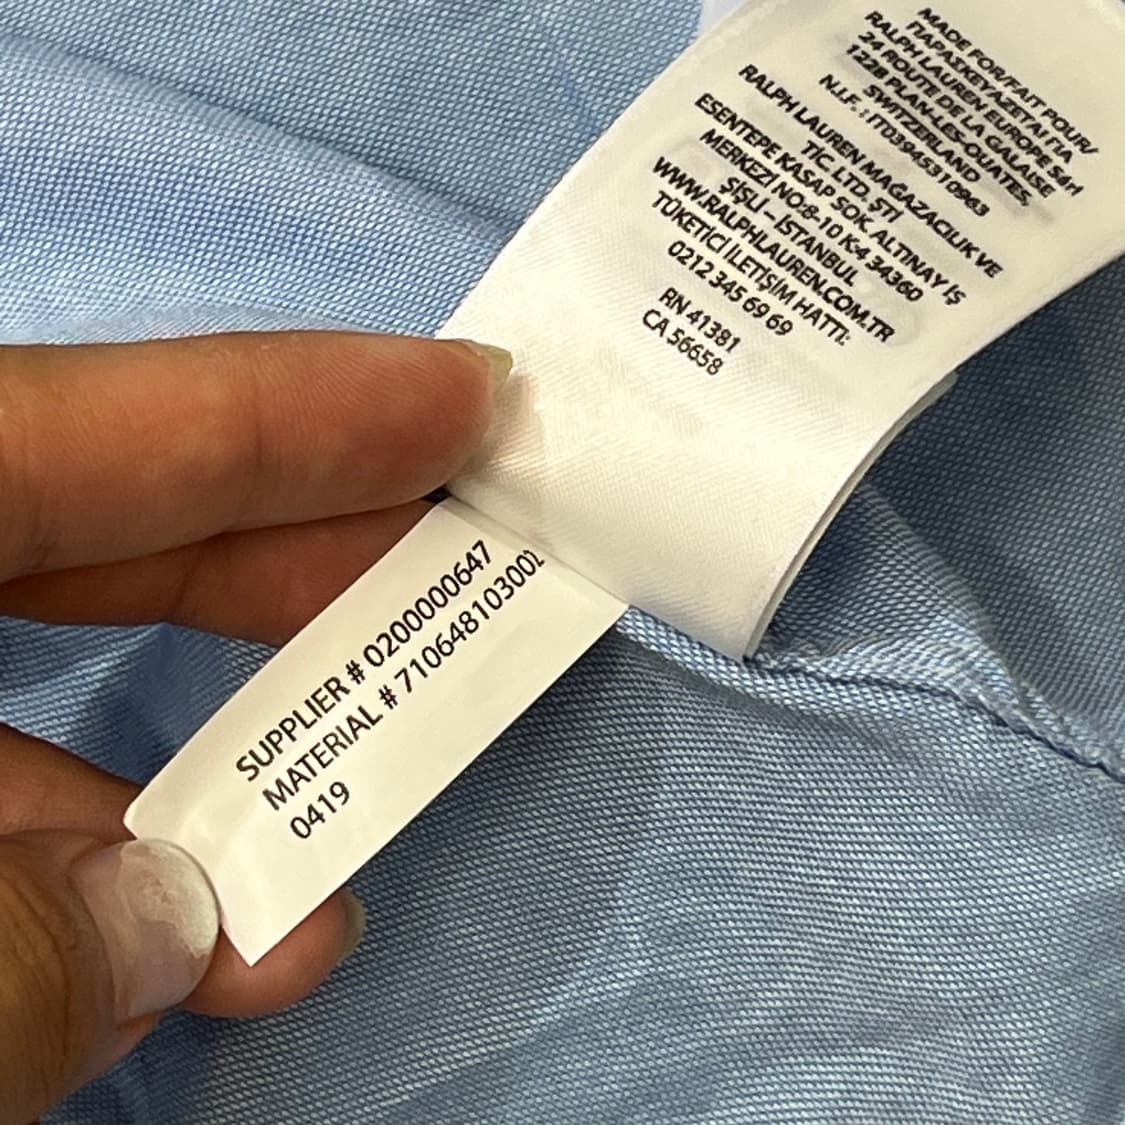 MADE FOR/FAIT POUR/
ΠΑΡΑΣΚΕΥΑΖΕΤΑΙ ΓΙΑ
RALPH LAUREN EUROPE Sarl
24 ROUTE DE LA GALAISE
1228 PLAN-LES-OUATES,
SWITZERLAND
N.I.F. : IT03945310963
RALPH LAUREN MAĞAZACILIK VE
TİC. LTD. ŞTİ
ESENTEPE KASAP SOK. ALTINAY İŞ
MERKEZİ NO:8-10 K:4 34360
ŞİŞLİ – İSTANBUL
WWW.RALPHLAUREN.COM.TR
TÜKETİCİ İLETİŞİM HATTI:
0212 345 69 69
RN 41381
CA 56658
SUPPLIER # 0200000647
MATERIAL # 710648103002
0419